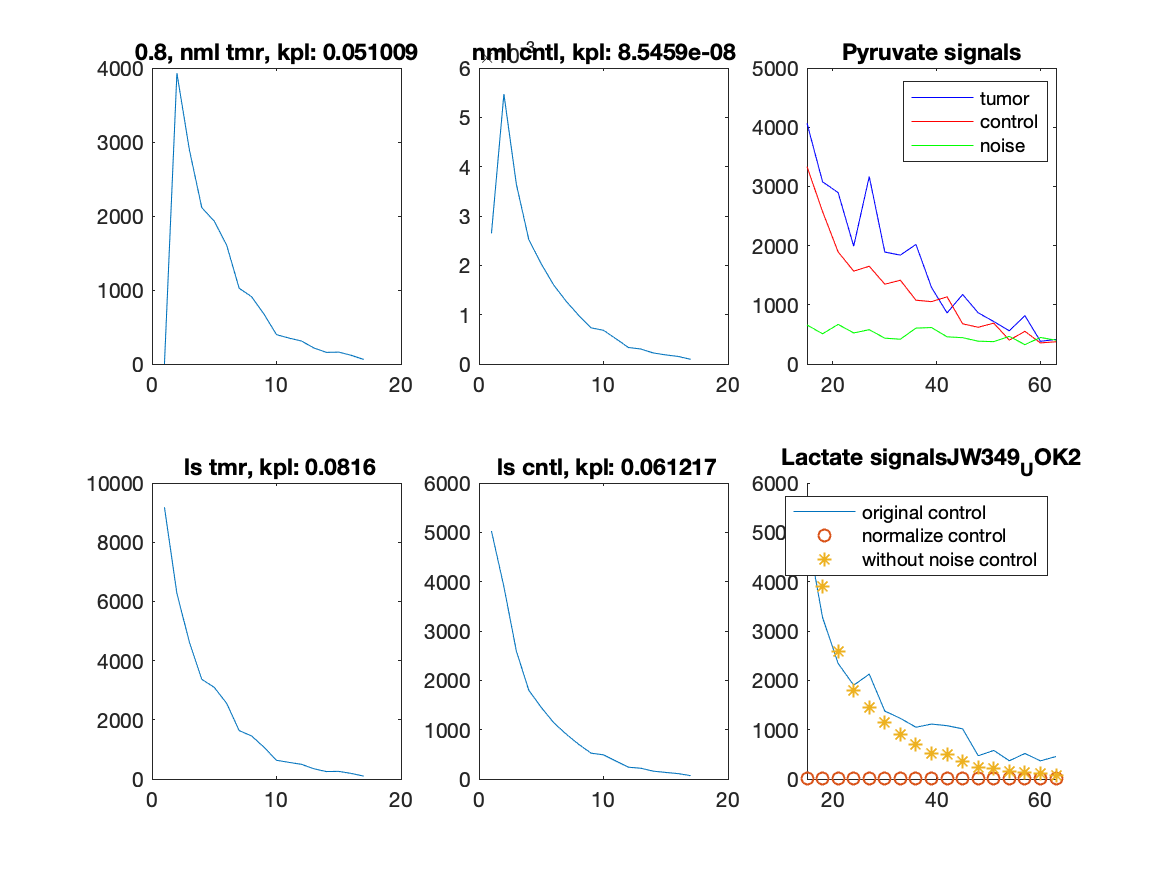 0.8, nml tmr, kpl: 0.051009
4000
3000
2000
1000
0
0 10 20
nml cntl, kpl: 8.5459e-08
×10-3
6
5
4
3
2
1
0
0 10 20
Pyruvate signals
5000
4000
3000
2000
1000
0
20 40 60
tumor
control
noise
ls tmr, kpl: 0.0816
10000
8000
6000
4000
2000
0
0 10 20
ls cntl, kpl: 0.061217
6000
5000
4000
3000
2000
1000
0
0 10 20
Lactate signalsJW349UOK2
6000
5000
4000
3000
2000
1000
0
20 40 60
original control
normalize control
without noise control